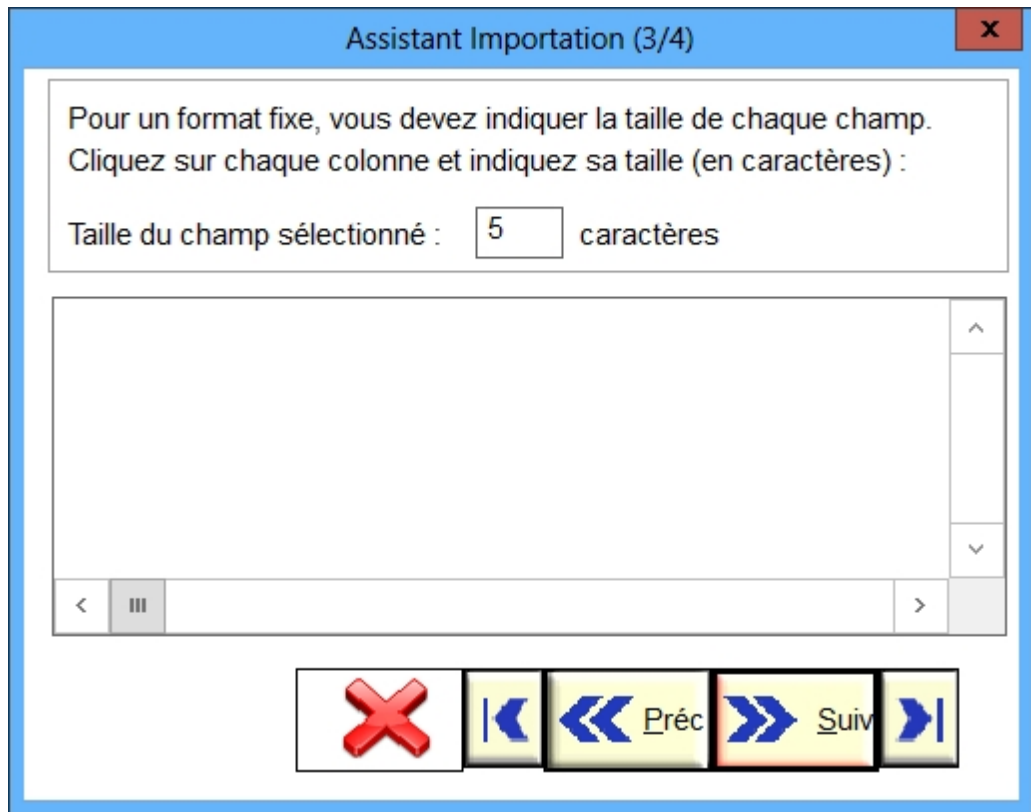 Assistant Importation (3/4)
x
Pour un format fixe, vous devez indiquer la taille de chaque champ.
Cliquez sur chaque colonne et indiquez sa taille (en caractères) :
Taille du champ sélectionné : 5 caractères
Préc Suiv